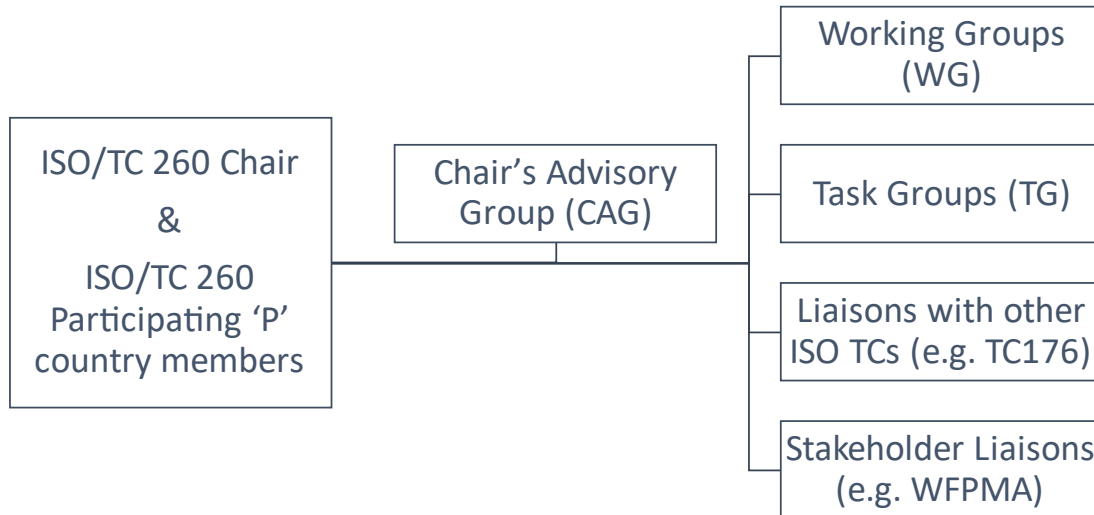 ISO/TC 260 Chair
&
ISO/TC 260
Participating ‘P’
country members
Chair’s Advisory
Group (CAG)
Working Groups
(WG)
Task Groups (TG)
Liaisons with other
ISO TCs (e.g. TC176)
Stakeholder Liaisons
(e.g. WFPMA)